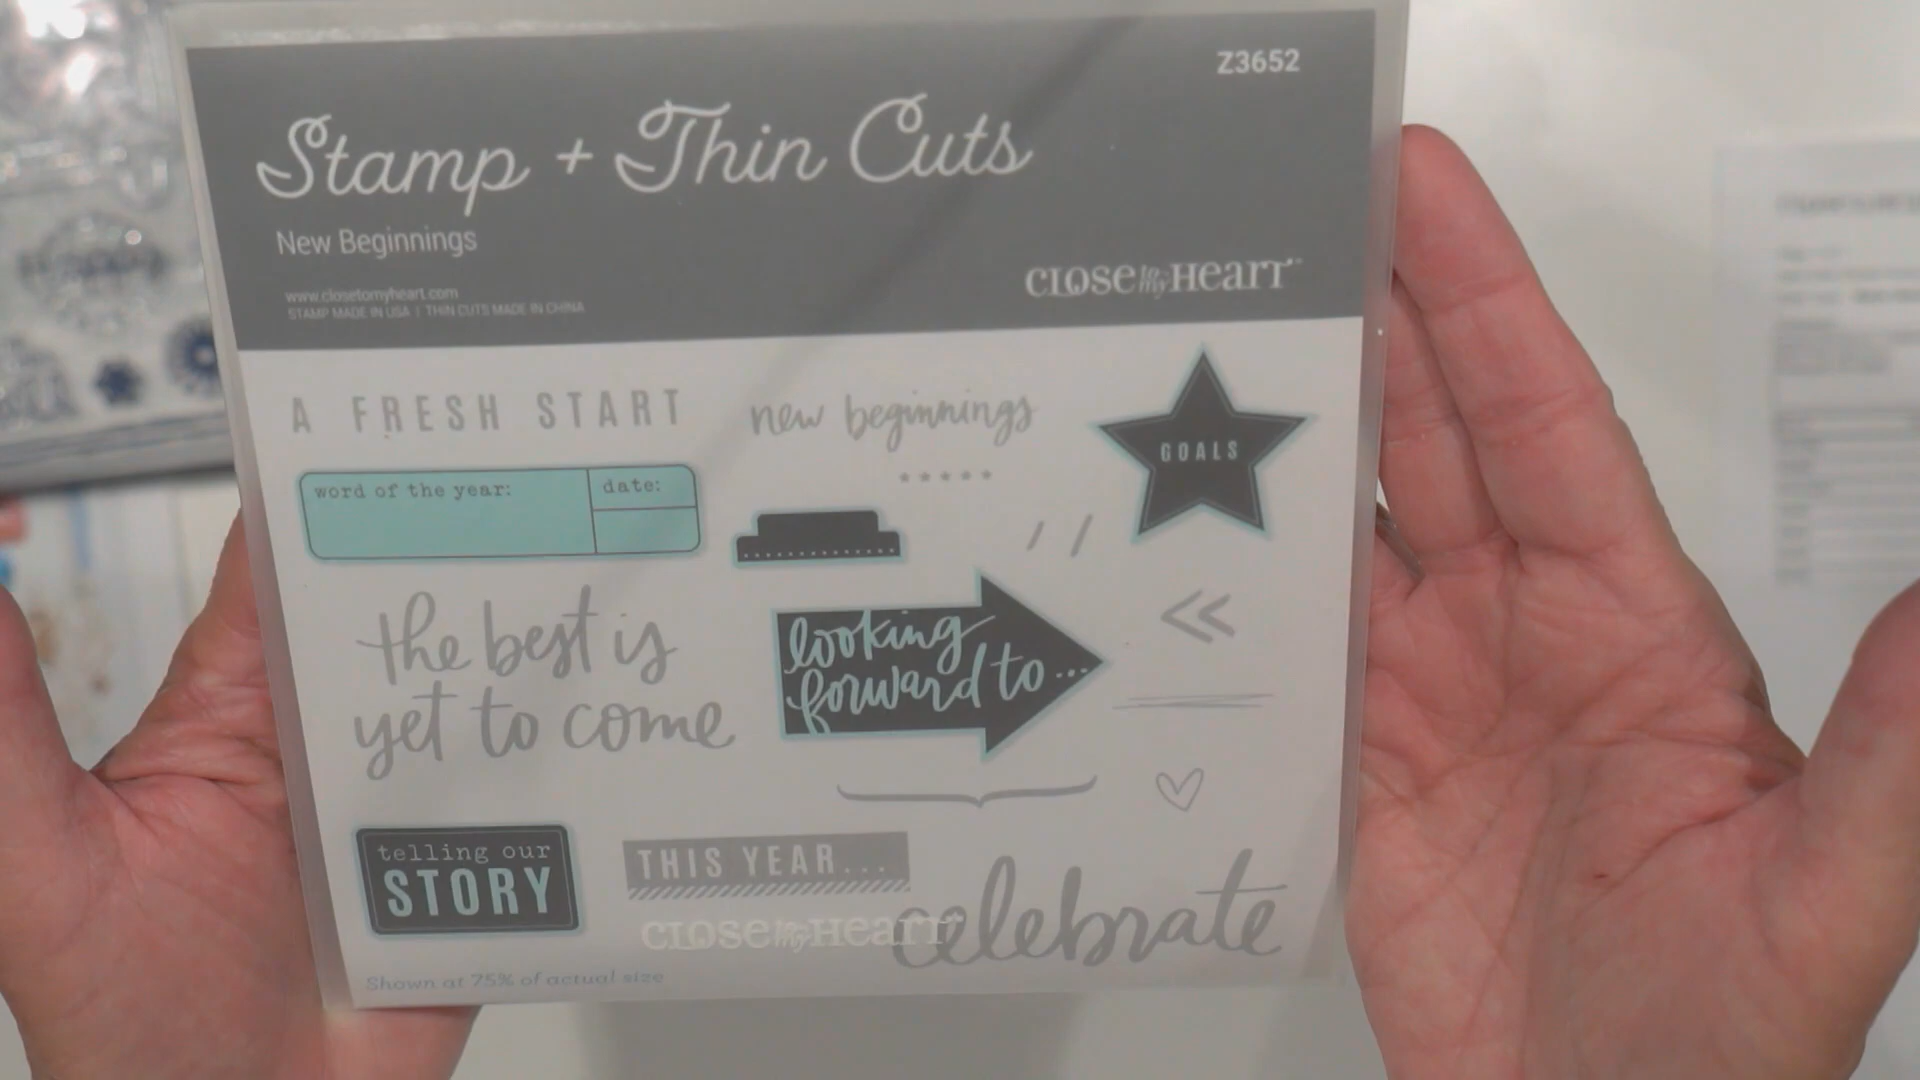 Z3652
Stamp + Thin Cuts
New Beginnings
www.closetomyheart.com
STAMP MADE IN USA | THIN CUTS MADE IN CHINA
CLOSE to my HEART™
A FRESH START
new beginnings
GOALS
word of the year:
date:
the best is
yet to come
looking
forward to...
telling our
STORY
THIS YEAR...
CLOSE to my HEART™
celebrate
Shown at 75% of actual size